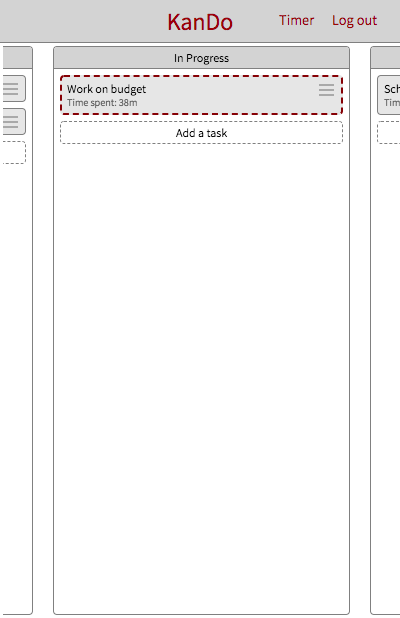 KanDo
Timer
Log out
In Progress
Work on budget
Time spent: 38m
Add a task
Sch
Tim